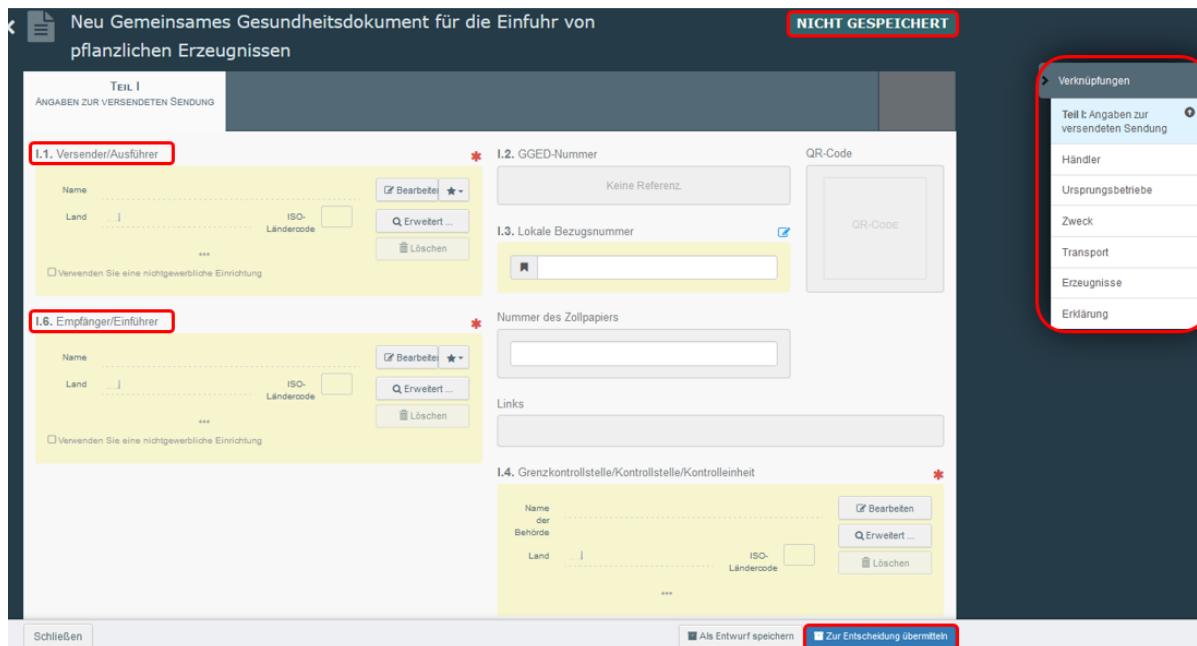 Neu Gemeinsames Gesundheitsdokument für die Einfuhr von
pflanzlichen Erzeugnissen
NICHT GESPEICHERT
TEIL I
ANGABEN ZUR VERSENDETEN SENDUNG
I.1. Versender/Ausführer
Name
Land
ISO-
Ländercode
Bearbeite
Erweitert ...
Löschen
Verwenden Sie eine nichtgewerbliche Einrichtung
I.6. Empfänger/Einführer
Name
Land
ISO-
Ländercode
Bearbeite
Erweitert ...
Löschen
Verwenden Sie eine nichtgewerbliche Einrichtung
I.2. GGED-Nummer
Keine Referenz.
QR-Code
QR-CODE
I.3. Lokale Bezugsnummer
Nummer des Zollpapiers
Links
I.4. Grenzkontrollstelle/Kontrollstelle/Kontrolleinheit
Name
der
Behörde
Land
ISO-
Ländercode
Bearbeiten
Erweitert ...
Löschen
Verknüpfungen
Teil I: Angaben zur
versendeten Sendung
Händler
Ursprungsbetriebe
Zweck
Transport
Erzeugnisse
Erklärung
Schließen
Als Entwurf speichern
Zur Entscheidung übermitteln